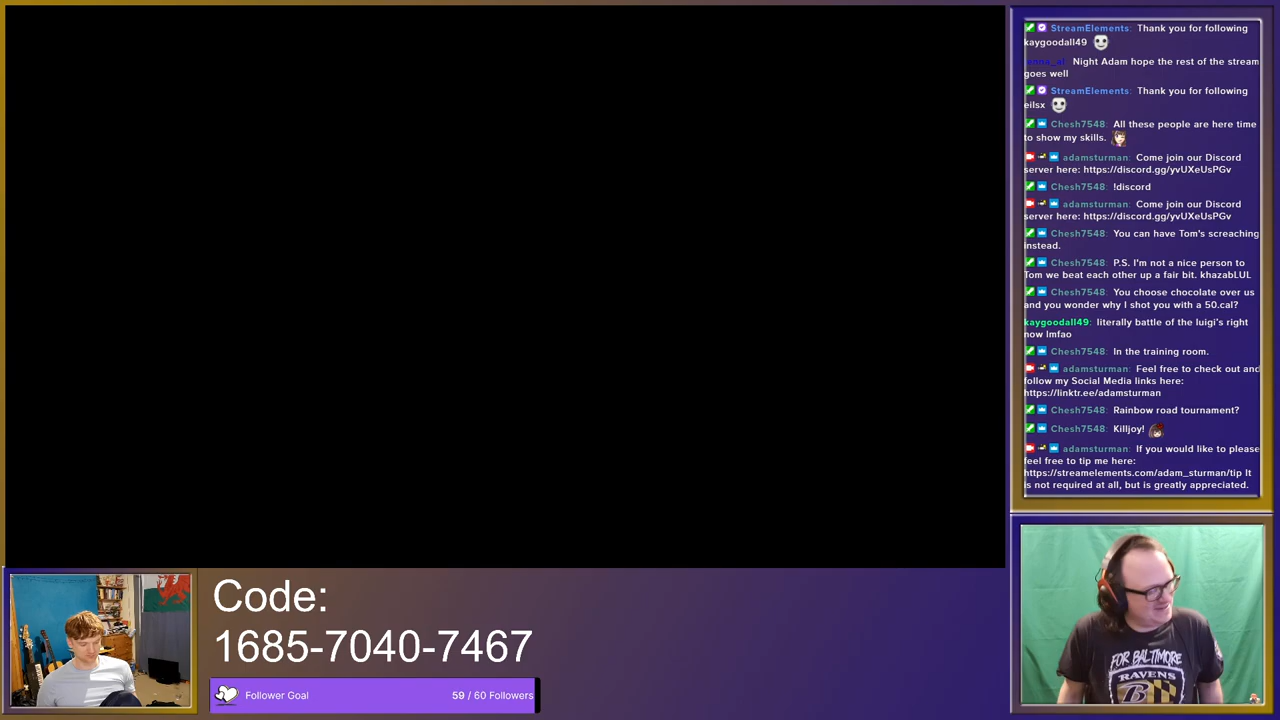 StreamElements: Thank you for following
kaygoodall49
Night Adam hope the rest of the stream
goes well
StreamElements: Thank you for following
eilsx
Chesh7548: All these people are here time
to show my skills.
adamsturman: Come join our Discord
server here: https://discord.gg/yvUXeUsPGv
Chesh7548: !discord
adamsturman: Come join our Discord
server here: https://discord.gg/yvUXeUsPGv
Chesh7548: You can have Tom's screaching
instead.
Chesh7548: P.S. I'm not a nice person to
Tom we beat each other up a fair bit. khazabLUL
Chesh7548: You choose chocolate over us
and you wonder why I shot you with a 50.cal?
kaygoodall49: literally battle of the luigi's right
now lmfao
Chesh7548: In the training room.
adamsturman: Feel free to check out and
follow my Social Media links here:
https://linktr.ee/adamsturman
Chesh7548: Rainbow road tournament?
Chesh7548: Killjoy!
adamsturman: If you would like to please
feel free to tip me here:
https://streamelements.com/adam_sturman/tip It
is not required at all, but is greatly appreciated.
Code:
1685-7040-7467
Follower Goal 59 / 60 Followers
FOR BALTIMORE
RAVENS
B